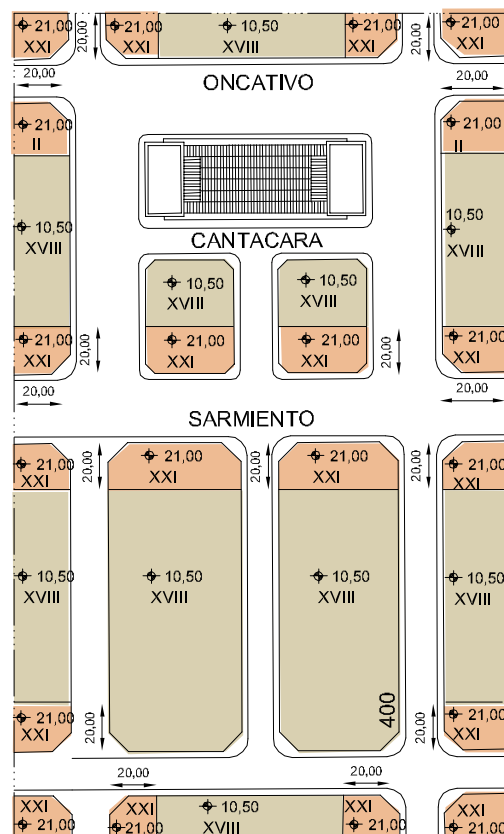 21,00 21,00 10,50 21,00 21,00
XXI XXI XVIII XXI XXI
20,00 20,00
20,00 ONCATIVO 20,00
21,00 21,00
II II
10,50 CANTACARA 10,50
XVIII XVIII
10,50 10,50
XVIII XVIII
21,00 21,00 21,00 21,00
XXI XXI XXI XXI
20,00 20,00
20,00 20,00
SARMIENTO
21,00 21,00 21,00 21,00
XXI XXI XXI XXI
20,00 20,00 20,00
10,50 10,50 10,50 10,50
XVIII XVIII XVIII XVIII
400
21,00 21,00
XXI XXI
20,00 20,00
20,00 20,00
XXI XXI 10,50 XXI XXI
21,00 21,00 XVIII 21,00 21,00